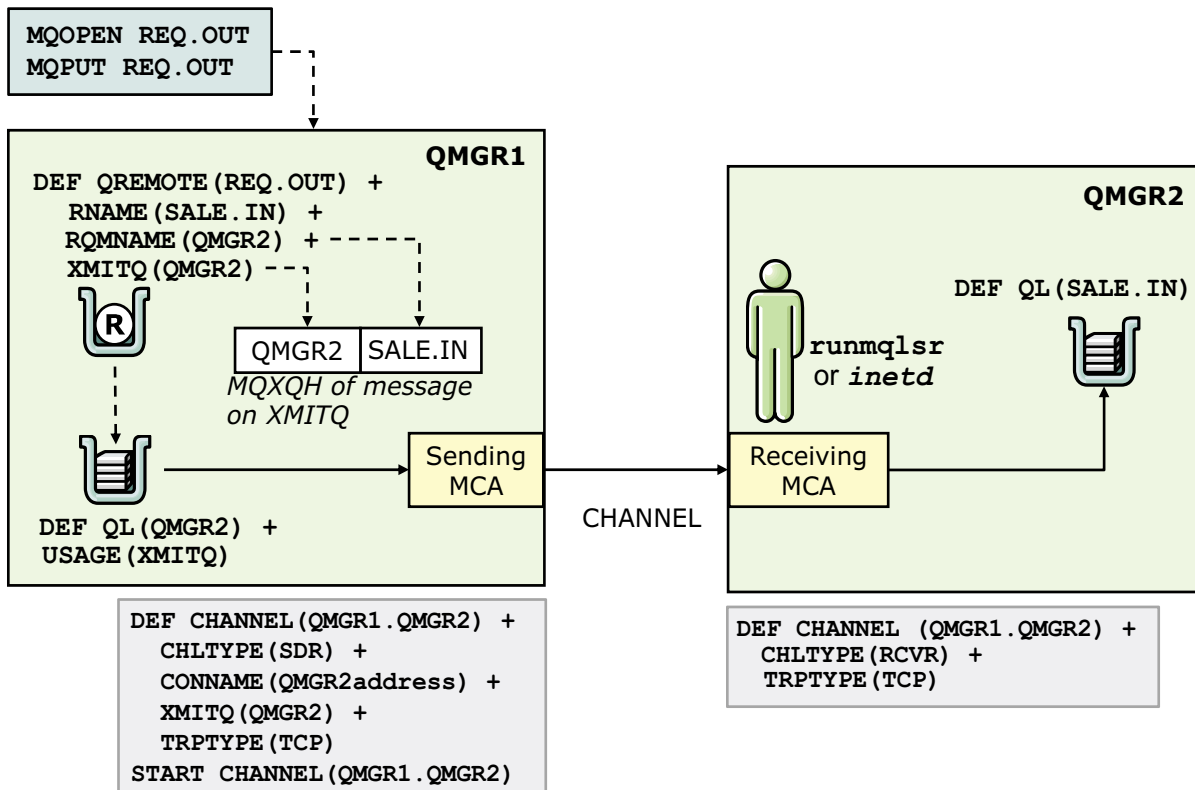 MQOPEN REQ.OUT
MQPUT REQ.OUT
QMGR1
DEF QREMOTE(REQ.OUT) +
RNAME(SALE.IN) +
RQMNAME(QMGR2) +
XMITQ(QMGR2)
R
QMGR2 SALE.IN
MQXQH of message
on XMITQ
DEF QL(QMGR2) +
USAGE(XMITQ)
Sending
MCA
CHANNEL
QMGR2
DEF QL(SALE.IN)
runmqlsr
or inetd
Receiving
MCA
DEF CHANNEL(QMGR1.QMGR2) +
CHLTYPE(SDR) +
CONNAME(QMGR2address) +
XMITQ(QMGR2) +
TRPTYPE(TCP)
START CHANNEL(QMGR1.QMGR2)
DEF CHANNEL (QMGR1.QMGR2) +
CHLTYPE(RCVR) +
TRPTYPE(TCP)